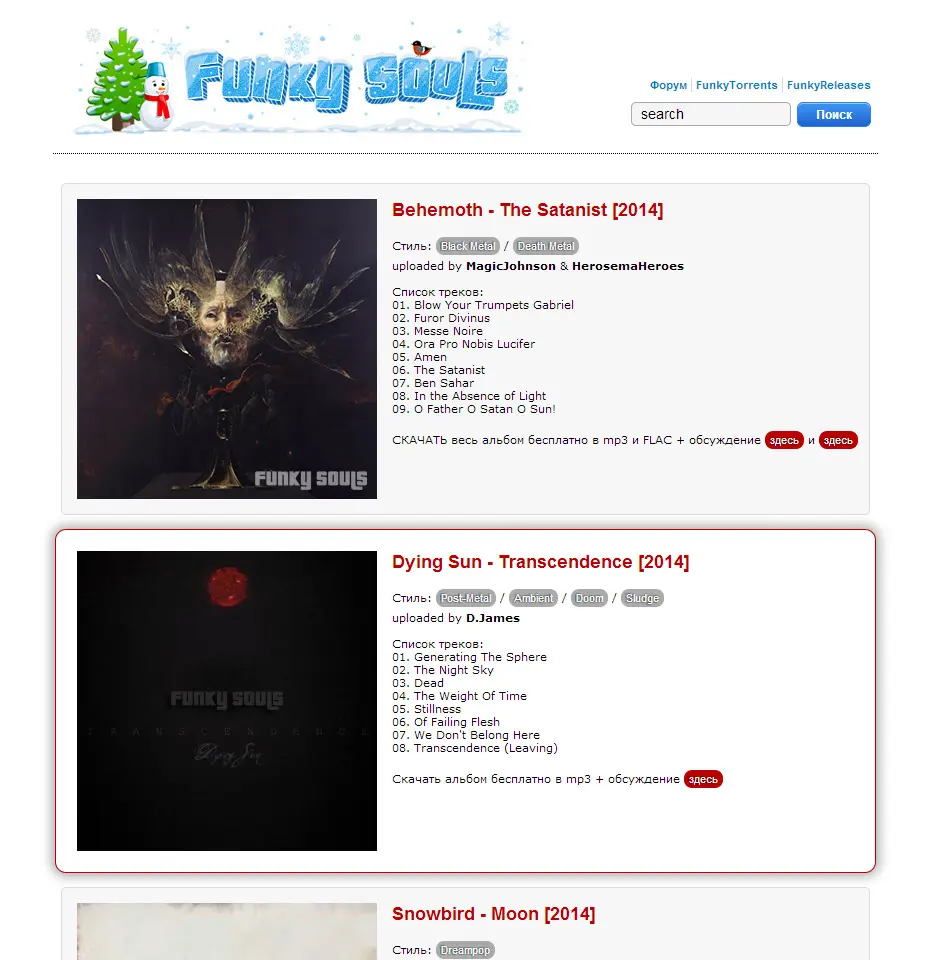 Funky Souls
Форум FunkyTorrents FunkyReleases
search Поиск
Behemoth - The Satanist [2014]
Стиль: Black Metal / Death Metal
uploaded by MagicJohnson & HerosemaHeroes
Список треков:
01. Blow Your Trumpets Gabriel
02. Furor Divinus
03. Messe Noire
04. Ora Pro Nobis Lucifer
05. Amen
06. The Satanist
07. Ben Sahar
08. In the Absence of Light
09. O Father O Satan O Sun!
СКАЧАТЬ весь альбом бесплатно в mp3 и FLAC + обсуждение здесь и здесь
FUNKY SOULS
Dying Sun - Transcendence [2014]
Стиль: Post-Metal / Ambient / Doom / Sludge
uploaded by D.James
Список треков:
01. Generating The Sphere
02. The Night Sky
03. Dead
04. The Weight Of Time
05. Stillness
06. Of Failing Flesh
07. We Don't Belong Here
08. Transcendence (Leaving)
Скачать альбом бесплатно в mp3 + обсуждение здесь
FUNKY SOULS
TRANSCENDENCE
Dying Sun
Snowbird - Moon [2014]
Стиль: Dreampop